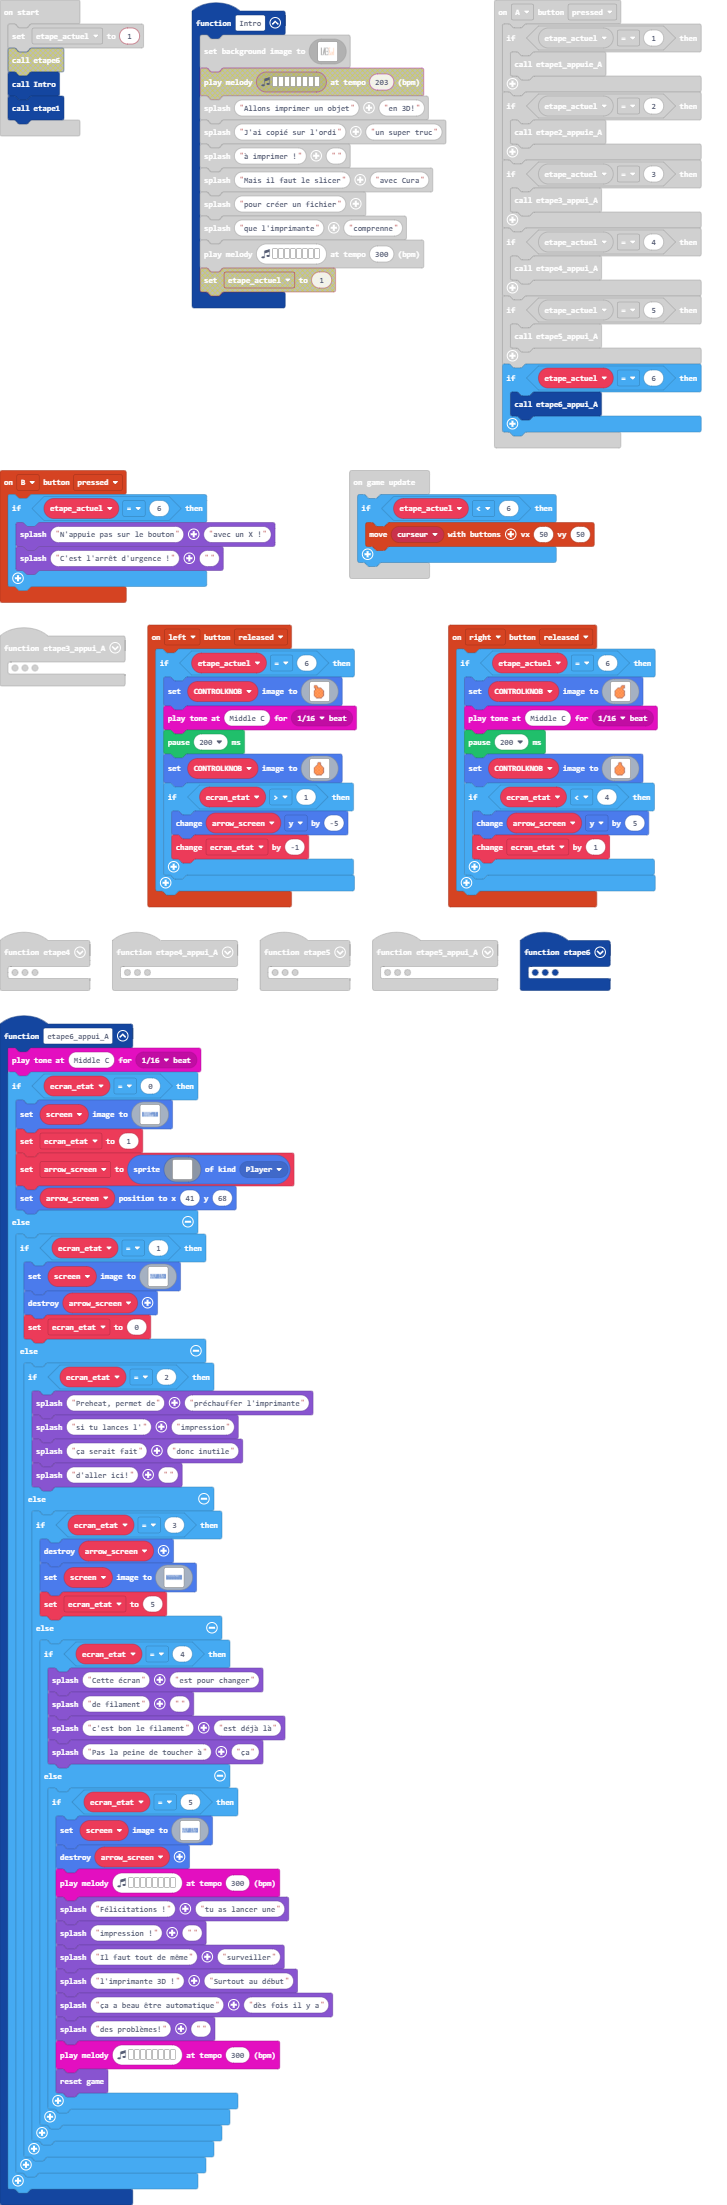 on start
set etape_actuel to 1
call etape6
call Intro
call etape1
function Intro
set background image to
play melody at tempo 203 (bpm)
splash "Allons imprimer un objet" "en 3D!"
splash "J'ai copié sur l'ordi" "un super truc"
splash "à imprimer !" ""
splash "Mais il faut le slicer" "avec Cura"
splash "pour créer un fichier"
splash "que l'imprimante" "comprenne"
play melody at tempo 300 (bpm)
set etape_actuel to 1
on A button pressed
if etape_actuel = 1 then
call etape1_appuie_A
if etape_actuel = 2 then
call etape2_appuie_A
if etape_actuel = 3 then
call etape3_appui_A
if etape_actuel = 4 then
call etape4_appui_A
if etape_actuel = 5 then
call etape5_appui_A
if etape_actuel = 6 then
call etape6_appui_A
on B button pressed
if etape_actuel = 6 then
splash "N'appuie pas sur le bouton" "avec un X !"
splash "C'est l'arrêt d'urgence !" ""
on game update
if etape_actuel < 6 then
move curseur with buttons vx 50 vy 50
function etape3_appui_A
on left button released
if etape_actuel = 6 then
set CONTROLKNOB image to
play tone at Middle C for 1/16 beat
pause 200 ms
set CONTROLKNOB image to
if ecran_etat > 1 then
change arrow_screen y by -5
change ecran_etat by -1
on right button released
if etape_actuel = 6 then
set CONTROLKNOB image to
play tone at Middle C for 1/16 beat
pause 200 ms
set CONTROLKNOB image to
if ecran_etat < 4 then
change arrow_screen y by 5
change ecran_etat by 1
function etape4
function etape4_appui_A
function etape5
function etape5_appui_A
function etape6
function etape6_appui_A
play tone at Middle C for 1/16 beat
if ecran_etat = 0 then
set screen image to
set ecran_etat to 1
set arrow_screen to sprite of kind Player
set arrow_screen position to x 41 y 68
else
if ecran_etat = 1 then
set screen image to
destroy arrow_screen
set ecran_etat to 0
else
if ecran_etat = 2 then
splash "Preheat, permet de" "préchauffer l'imprimante"
splash "si tu lances l'" "impression"
splash "ça serait fait" "donc inutile"
splash "d'aller ici!" ""
else
if ecran_etat = 3 then
destroy arrow_screen
set screen image to
set ecran_etat to 5
else
if ecran_etat = 4 then
splash "Cette écran" "est pour changer"
splash "de filament" ""
splash "c'est bon le filament" "est déjà là"
splash "Pas la peine de toucher à" "ça"
else
if ecran_etat = 5 then
set screen image to
destroy arrow_screen
play melody at tempo 300 (bpm)
splash "Félicitations !" "tu as lancer une"
splash "impression !" ""
splash "Il faut tout de même" "surveiller"
splash "l'imprimante 3D !" "Surtout au début"
splash "ça a beau être automatique" "dès fois il y a"
splash "des problèmes!" ""
play melody at tempo 300 (bpm)
reset game